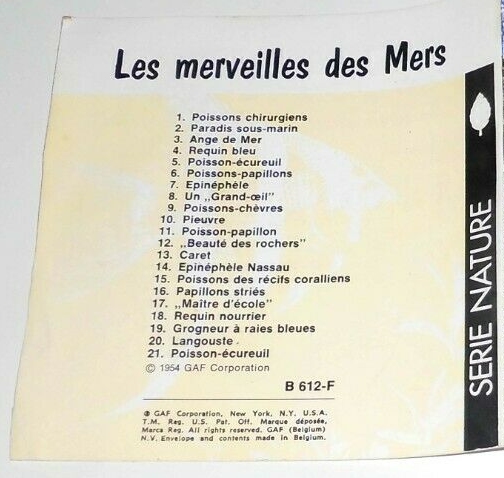 Les merveilles des Mers
1. Poissons chirurgiens
2. Paradis sous-marin
3. Ange de Mer
4. Requin bleu
5. Poisson-écureuil
6. Poissons-papillons
7. Epinéphèle
8. Un „Grand-œil"
9. Poissons-chèvres
10. Pieuvre
11. Poisson-papillon
12. „Beauté des rochers"
13. Caret
14. Epinéphèle Nassau
15. Poissons des récifs coralliens
16. Papillons striés
17. „Maître d'école"
18. Requin nourrier
19. Grogneur à raies bleues
20. Langouste
21. Poisson-écureuil
© 1954 GAF Corporation
B 612-F
® GAF Corporation, New York, N.Y. U.S.A.
T.M. Reg. U.S. Pat. Off. Marque déposée,
Marca Reg. All rights reserved. GAF (Belgium)
N.V. Envelope and contents made in Belgium.
SERIE NATURE